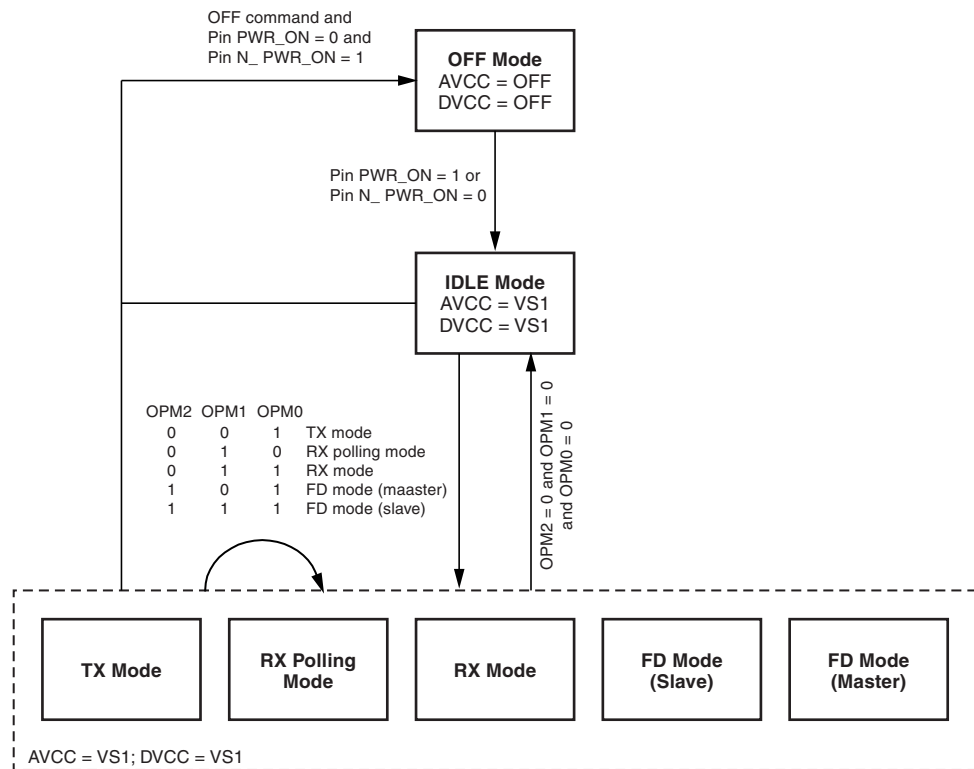 OFF command and
Pin PWR_ON = 0 and
Pin N_ PWR_ON = 1
OFF Mode
AVCC = OFF
DVCC = OFF
Pin PWR_ON = 1 or
Pin N_ PWR_ON = 0
IDLE Mode
AVCC = VS1
DVCC = VS1
OPM2 OPM1 OPM0
0 0 1 TX mode
0 1 0 RX polling mode
0 1 1 RX mode
1 0 1 FD mode (maaster)
1 1 1 FD mode (slave)
OPM2 = 0 and OPM1 = 0
and OPM0 = 0
TX Mode
RX Polling
Mode
RX Mode
FD Mode
(Slave)
FD Mode
(Master)
AVCC = VS1; DVCC = VS1